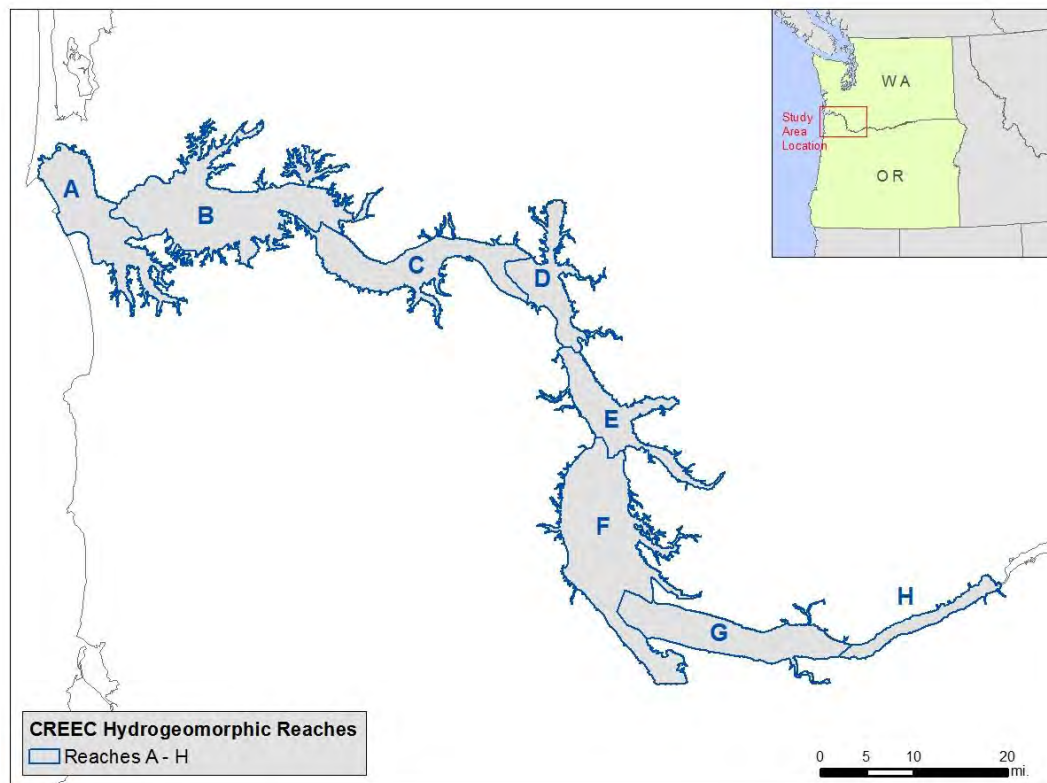 WA
Study
Area
Location
OR
A
B
C
D
E
F
G
H
CREEC Hydrogeomorphic Reaches
Reaches A - H
0 5 10 20
mi.